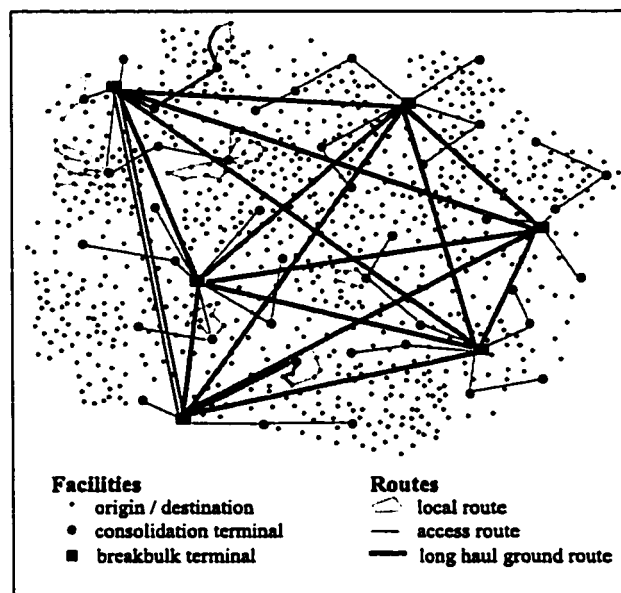 Facilities
origin / destination
consolidation terminal
breakbulk terminal
Routes
local route
access route
long haul ground route